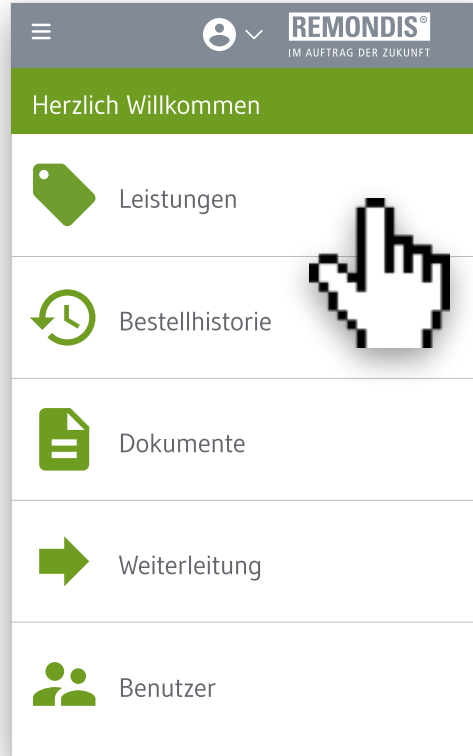 REMONDIS®
IM AUFTRAG DER ZUKUNFT
Herzlich Willkommen
Leistungen
Bestellhistorie
Dokumente
Weiterleitung
Benutzer